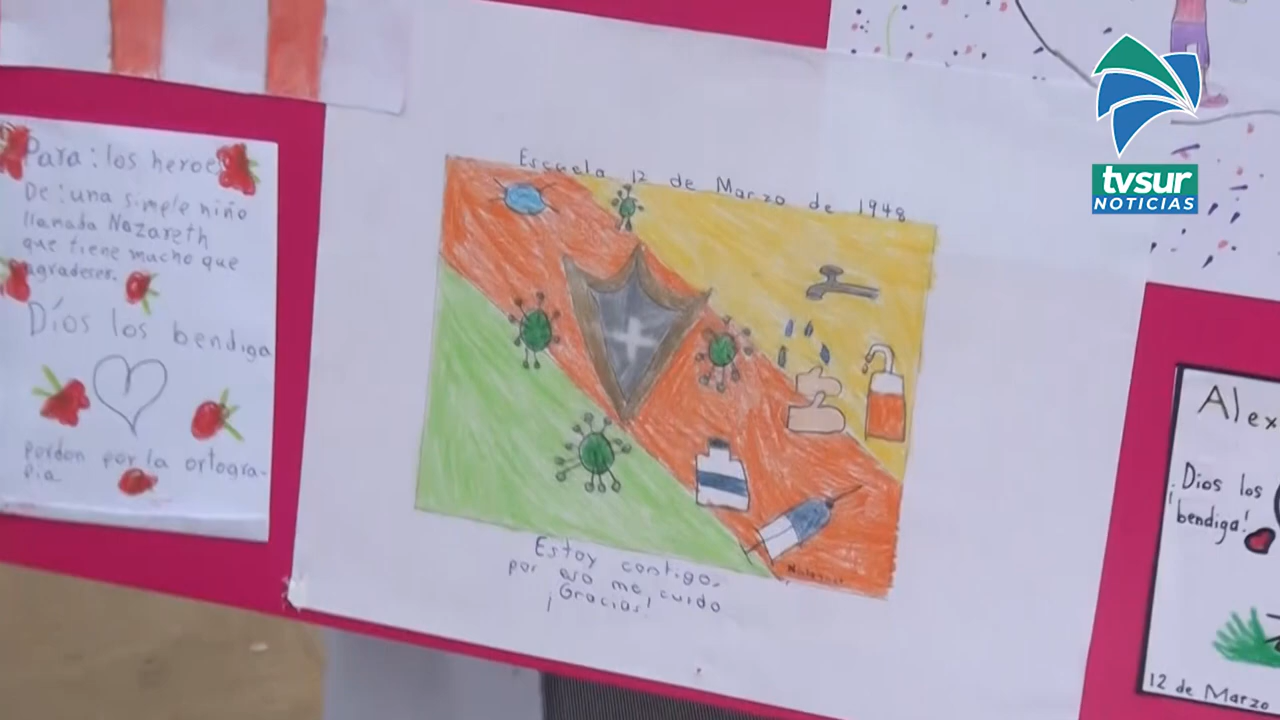 Para: los heroes
De: una simple niño
llamada Nazareth
que tiene mucho que
agradeser.
Díos los bendiga
perdon por la ortogra-
pia
Escuela 12 de Marzo de 1948
Estoy contigo,
por eso me cuido
¡Gracias!
tvsur
NOTICIAS
Alex
¡Dios los
bendiga!
12 de Marzo